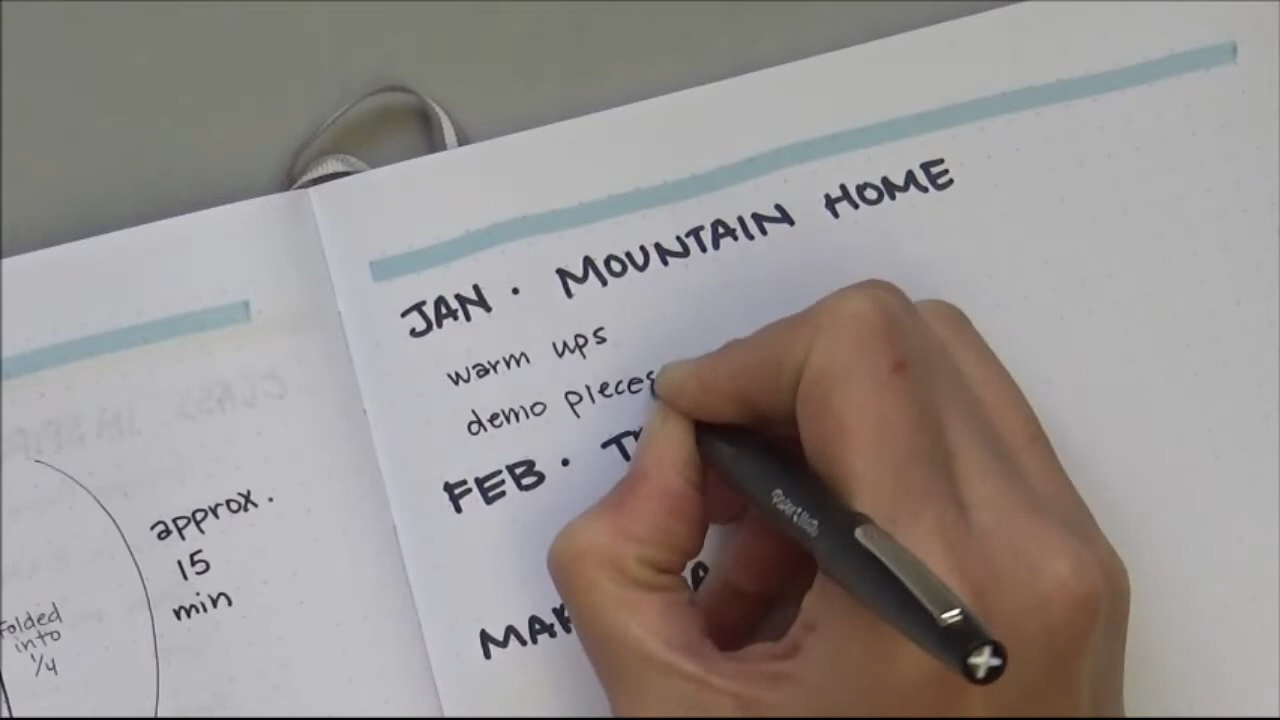 JAN. MOUNTAIN HOME
warm ups
demo pieces
FEB.
approx.
15
min
folded
into
1/4